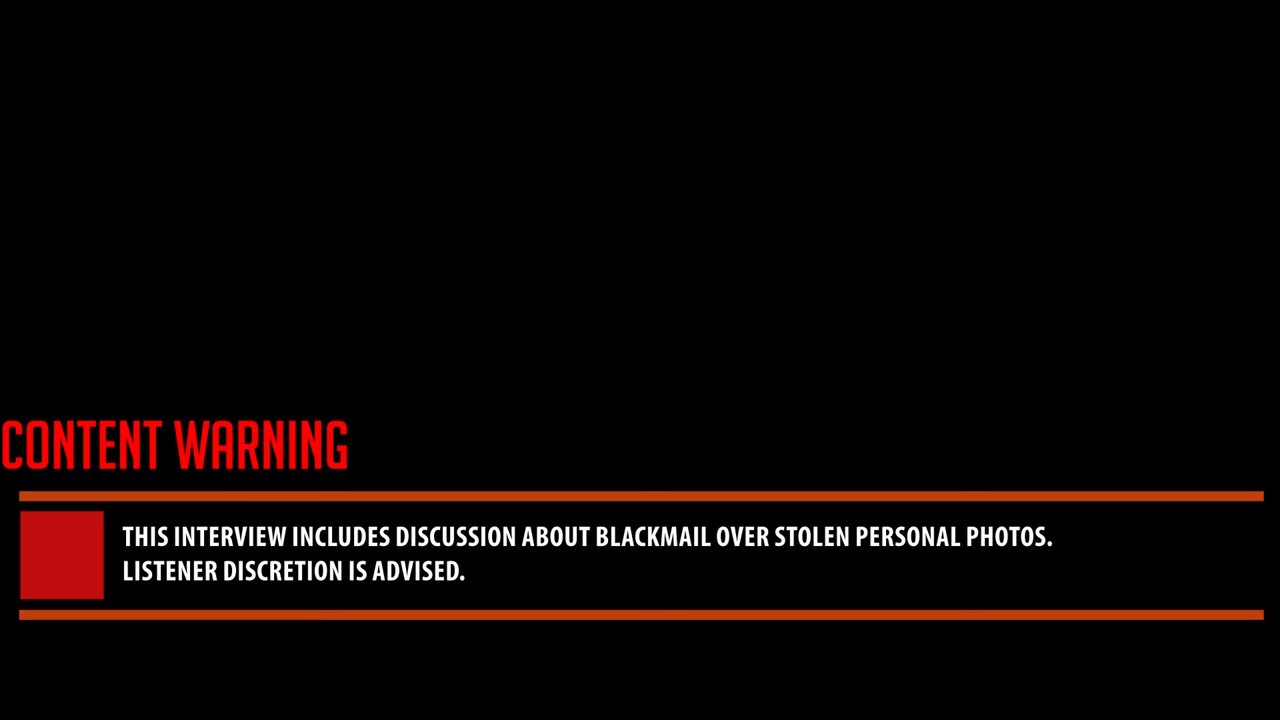 CONTENT WARNING
THIS INTERVIEW INCLUDES DISCUSSION ABOUT BLACKMAIL OVER STOLEN PERSONAL PHOTOS.
LISTENER DISCRETION IS ADVISED.